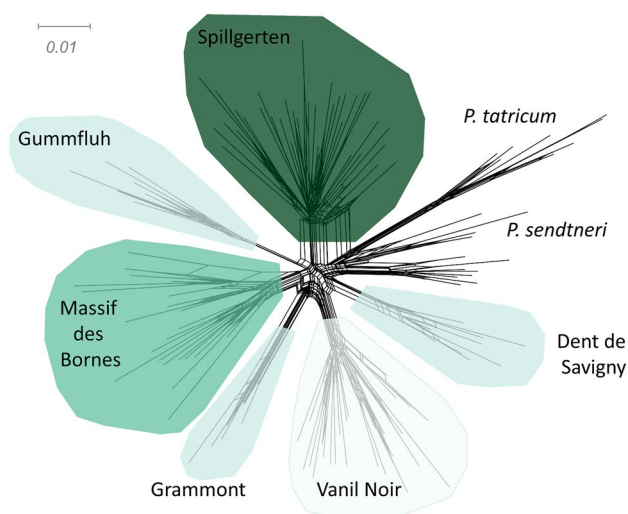 Spillgerten
0.01
P. tatricum
Gummfluh
P. sendtneri
Massif
des
Bornes
Dent de
Savigny
Grammont
Vanil Noir